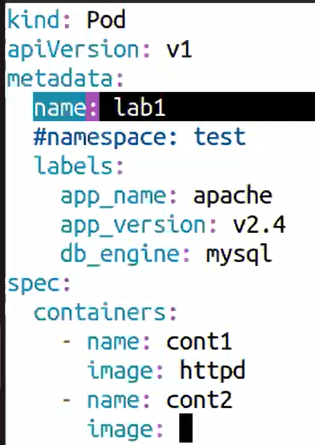 kind: Pod
apiVersion: v1
metadata:
  name: lab1
  #namespace: test
  labels:
    app_name: apache
    app_version: v2.4
    db_engine: mysql
spec:
  containers:
    - name: cont1
      image: httpd
    - name: cont2
      image: